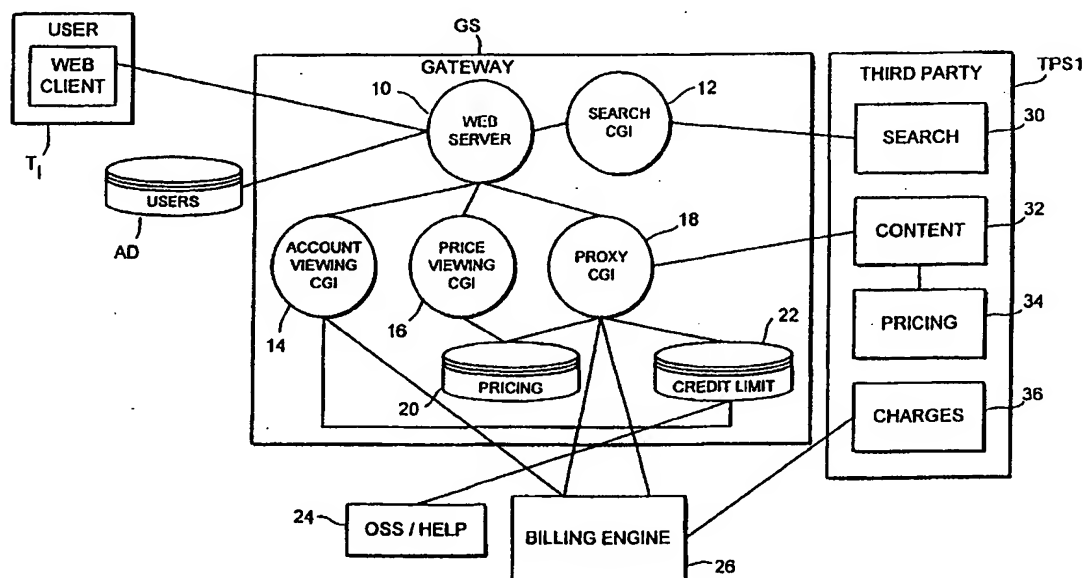 USER
WEB
CLIENT
T1
USERS
AD
GS
GATEWAY
10
WEB
SERVER
12
SEARCH
CGI
ACCOUNT
VIEWING
CGI
14
PRICE
VIEWING
CGI
16
18
PROXY
CGI
20
PRICING
22
CREDIT LIMIT
24
OSS / HELP
BILLING ENGINE
26
THIRD PARTY
TPS1
SEARCH
30
CONTENT
32
PRICING
34
CHARGES
36